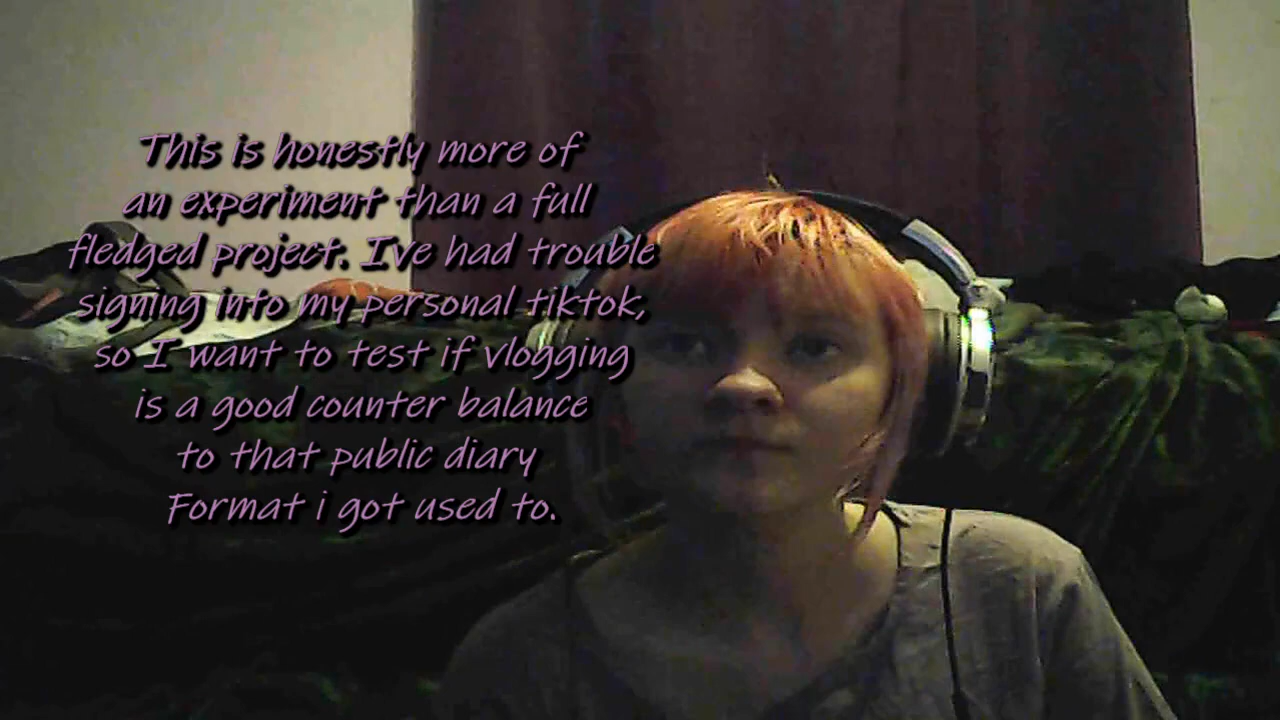 This is honestly more of
an experiment than a full
fledged project. I've had trouble
signing into my personal tiktok,
so I want to test if vlogging
is a good counter balance
to that public diary
Format i got used to.